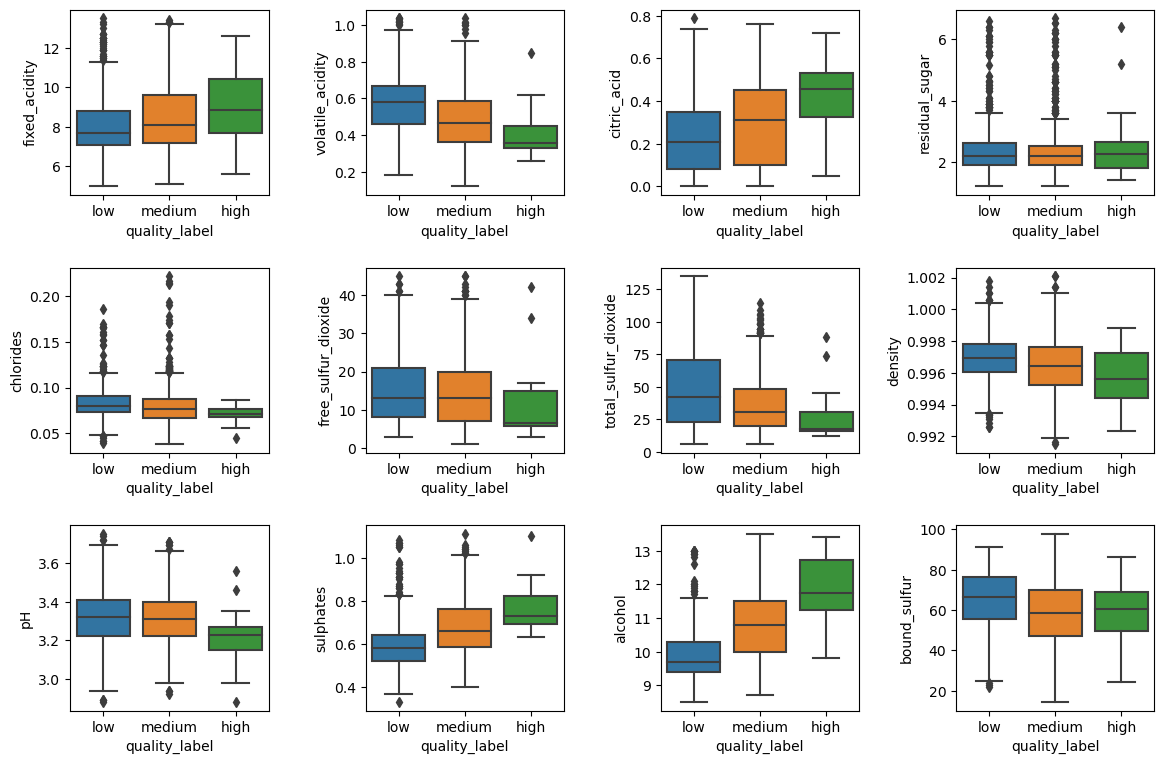 fixed_acidity
12
10
8
6
low medium high
quality_label
volatile_acidity
1.0
0.8
0.6
0.4
0.2
low medium high
quality_label
citric_acid
0.8
0.6
0.4
0.2
0.0
low medium high
quality_label
residual_sugar
6
4
2
low medium high
quality_label
chlorides
0.20
0.15
0.10
0.05
low medium high
quality_label
free_sulfur_dioxide
40
30
20
10
0
low medium high
quality_label
total_sulfur_dioxide
125
100
75
50
25
0
low medium high
quality_label
density
1.002
1.000
0.998
0.996
0.994
0.992
low medium high
quality_label
pH
3.6
3.4
3.2
3.0
low medium high
quality_label
sulphates
1.0
0.8
0.6
0.4
low medium high
quality_label
alcohol
13
12
11
10
9
low medium high
quality_label
bound_sulfur
100
80
60
40
20
low medium high
quality_label